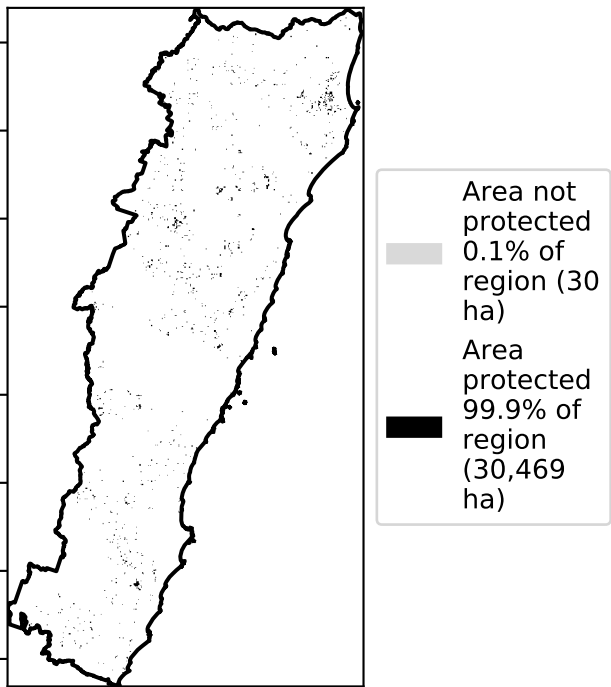 Area not
protected
0.1% of
region (30
ha)
Area
protected
99.9% of
region
(30,469
ha)